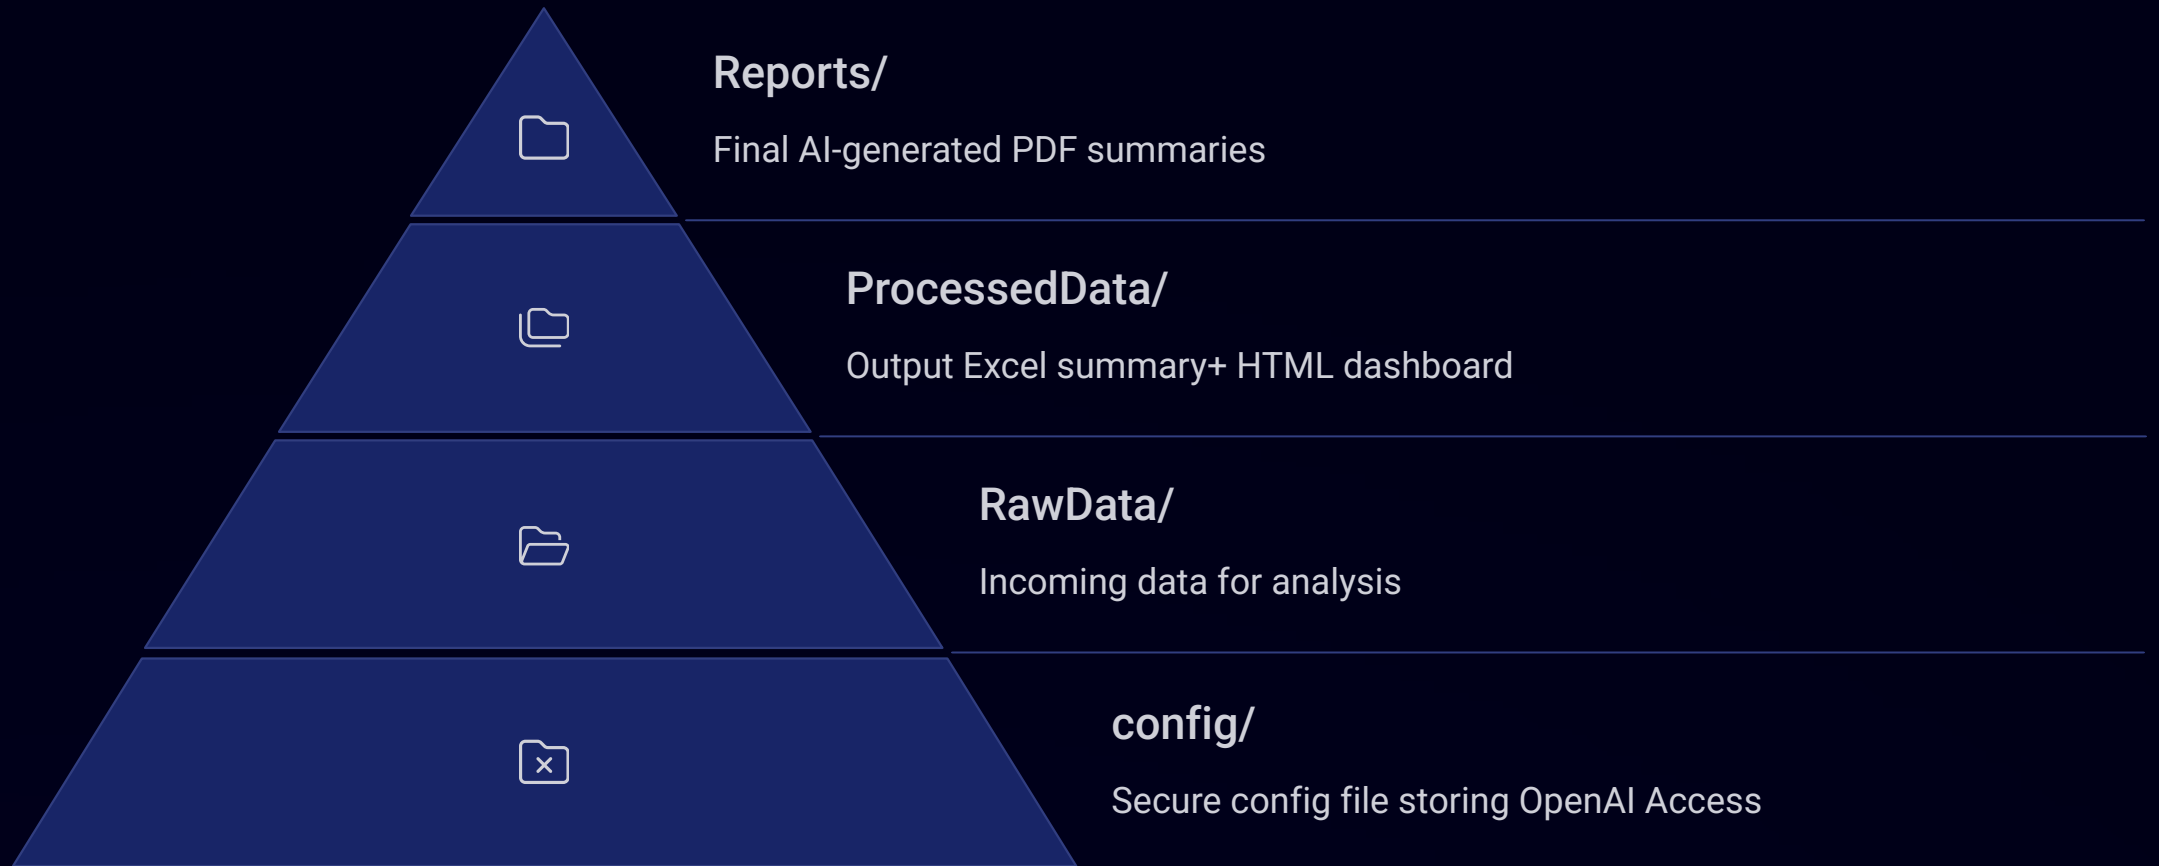 Reports/
Final AI-generated PDF summaries
ProcessedData/
Output Excel summary+ HTML dashboard
RawData/
Incoming data for analysis
config/
Secure config file storing OpenAI Access